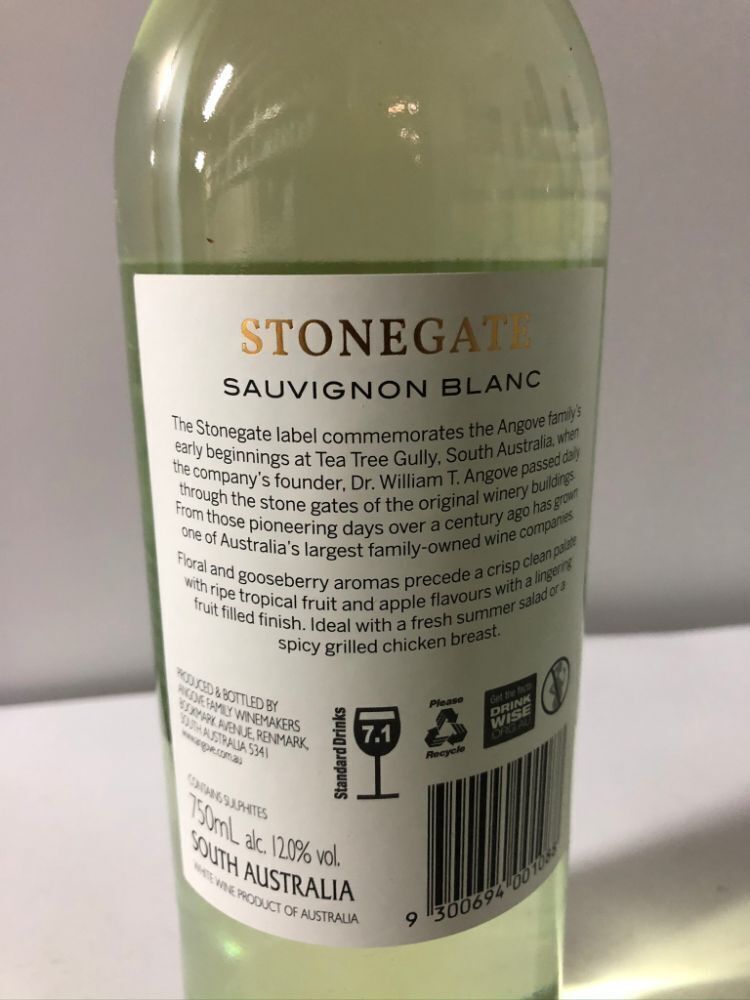 STONEGATE
SAUVIGNON BLANC
The Stonegate label commemorates the Angove family's
early beginnings at Tea Tree Gully, South Australia, when
the company's founder, Dr. William T. Angove passed daily
through the stone gates of the original winery buildings.
From those pioneering days over a century ago has grown
one of Australia's largest family-owned wine companies.
Floral and gooseberry aromas precede a crisp clean palate
with ripe tropical fruit and apple flavours with a lingering
fruit filled finish. Ideal with a fresh summer salad or a
spicy grilled chicken breast.
PRODUCED & BOTTLED BY
ANGOVE FAMILY WINEMAKERS
BOOKMARK AVENUE, RENMARK,
SOUTH AUSTRALIA 5341
www.angove.com.au
Standard Drinks
7.1
Please
Recycle
Get the facts
DRINK
WISE
.ORG.AU
CONTAINS SULPHITES
750mL alc. 12.0% vol.
SOUTH AUSTRALIA
WHITE WINE PRODUCT OF AUSTRALIA
9 300694